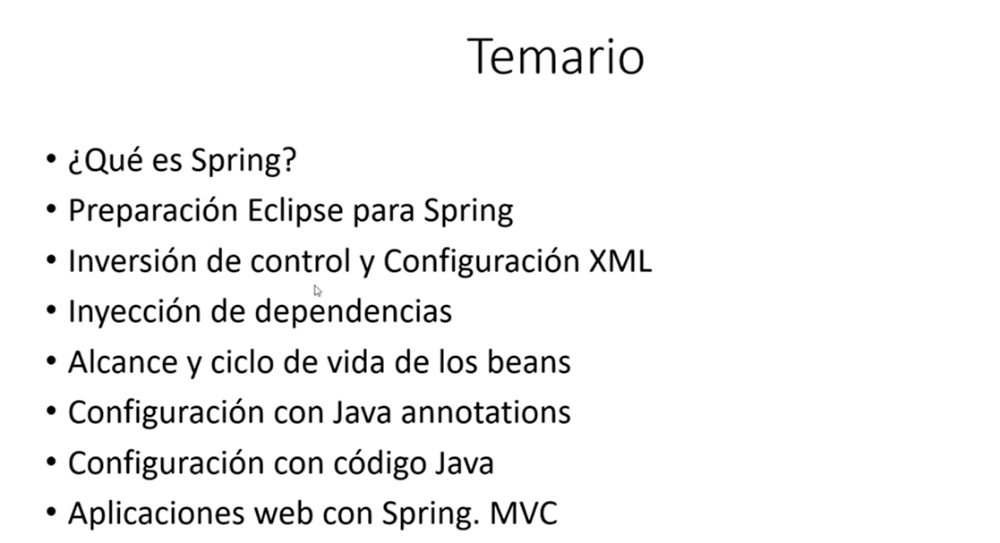 Temario
• ¿Qué es Spring?
• Preparación Eclipse para Spring
• Inversión de control y Configuración XML
• Inyección de dependencias
• Alcance y ciclo de vida de los beans
• Configuración con Java annotations
• Configuración con código Java
• Aplicaciones web con Spring. MVC